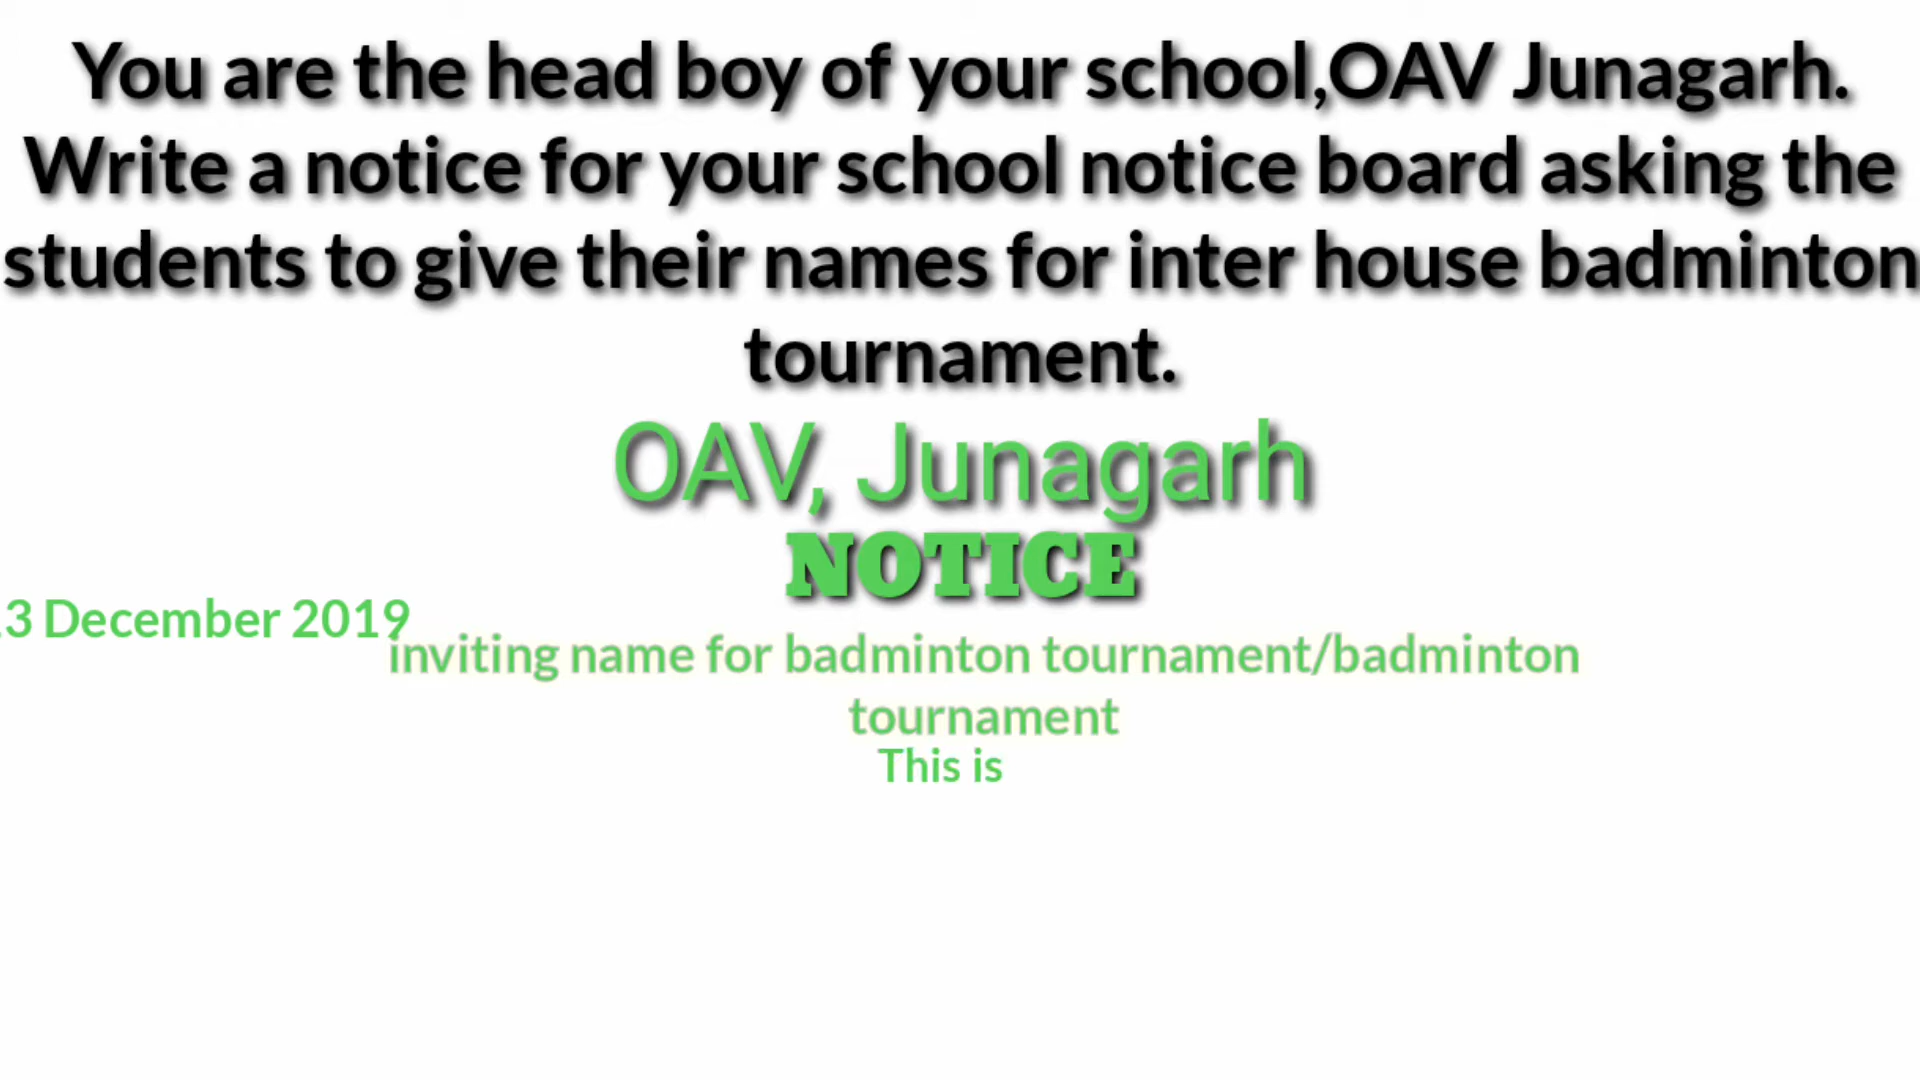 You are the head boy of your school,OAV Junagarh.
Write a notice for your school notice board asking the
students to give their names for inter house badminton
tournament.
OAV, Junagarh
NOTICE
3 December 2019
inviting name for badminton tournament/badminton
tournament
This is